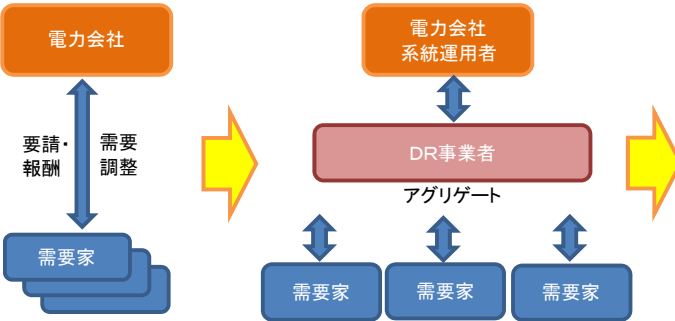 電力会社
要請・
報酬
需要
調整
需要家
電力会社
系統運用者
DR事業者
アグリゲート
需要家
需要家
需要家